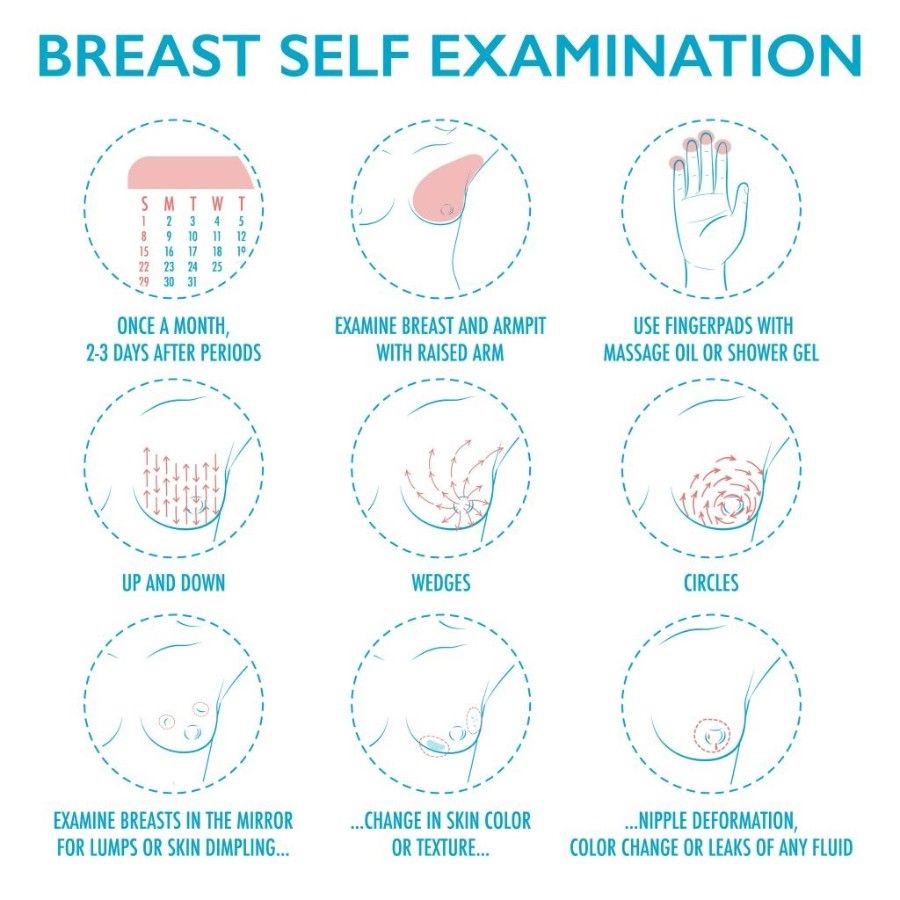 BREAST SELF EXAMINATION
S M T W T
1 2 3 4 5
8 9 10 11 12
15 16 17 18 19
22 23 24 25
29 30 31
ONCE A MONTH,
2-3 DAYS AFTER PERIODS
EXAMINE BREAST AND ARMPIT
WITH RAISED ARM
USE FINGERPADS WITH
MASSAGE OIL OR SHOWER GEL
UP AND DOWN
WEDGES
CIRCLES
EXAMINE BREASTS IN THE MIRROR
FOR LUMPS OR SKIN DIMPLING...
...CHANGE IN SKIN COLOR
OR TEXTURE...
...NIPPLE DEFORMATION,
COLOR CHANGE OR LEAKS OF ANY FLUID